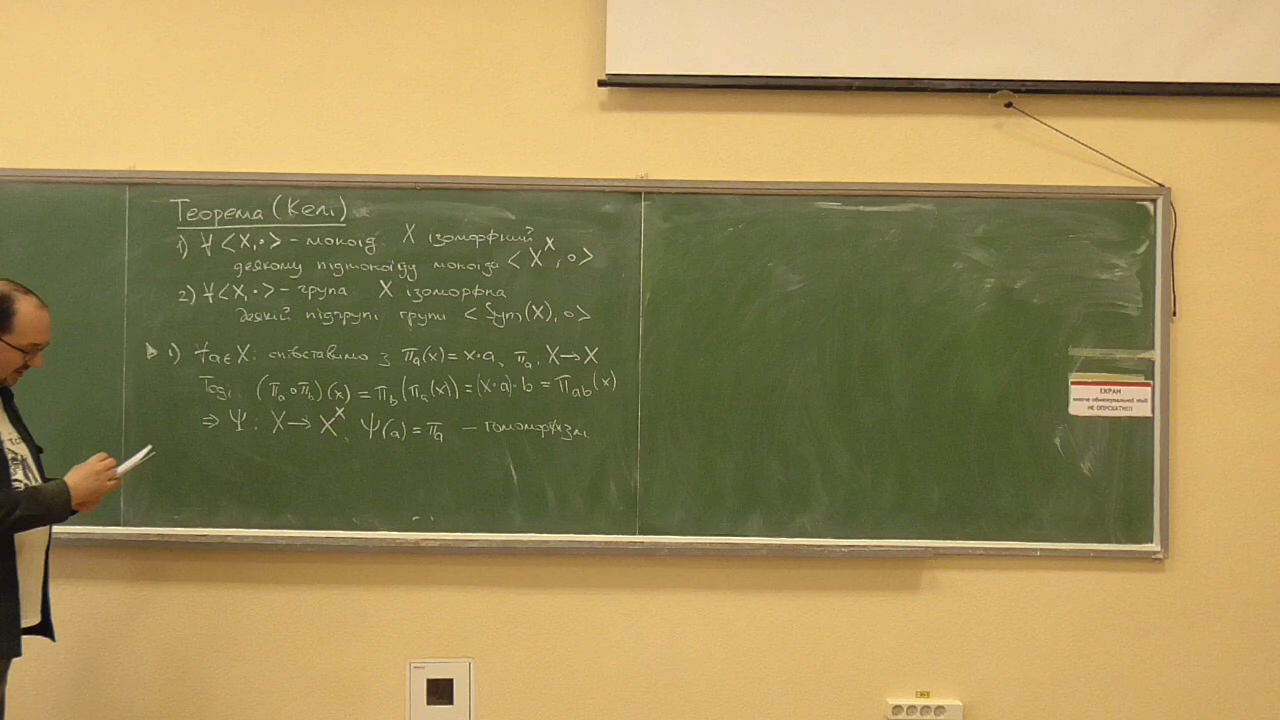 Теорема (Келі)
1) ∀ <X,∘> – моноїд: X ізоморфний
деякому підмоноїду моноїда <X^X, ∘>
2) ∀ <X,∘> – група X ізоморфна
деякій підгрупі групи <Sym(X), ∘>
▷ 1) ∀a∈X: співставимо з π_a(x) = x∘a, π_a: X→X
Тоді: (π_a∘π_b)(x) = π_b(π_a(x)) = (x∘a)∘b = π_ab(x)
⇒ Ψ: X→X^X, Ψ(a) = π_a — гомоморфізм
ЕКРАН
НЕ ОПУСКАТИ!!!